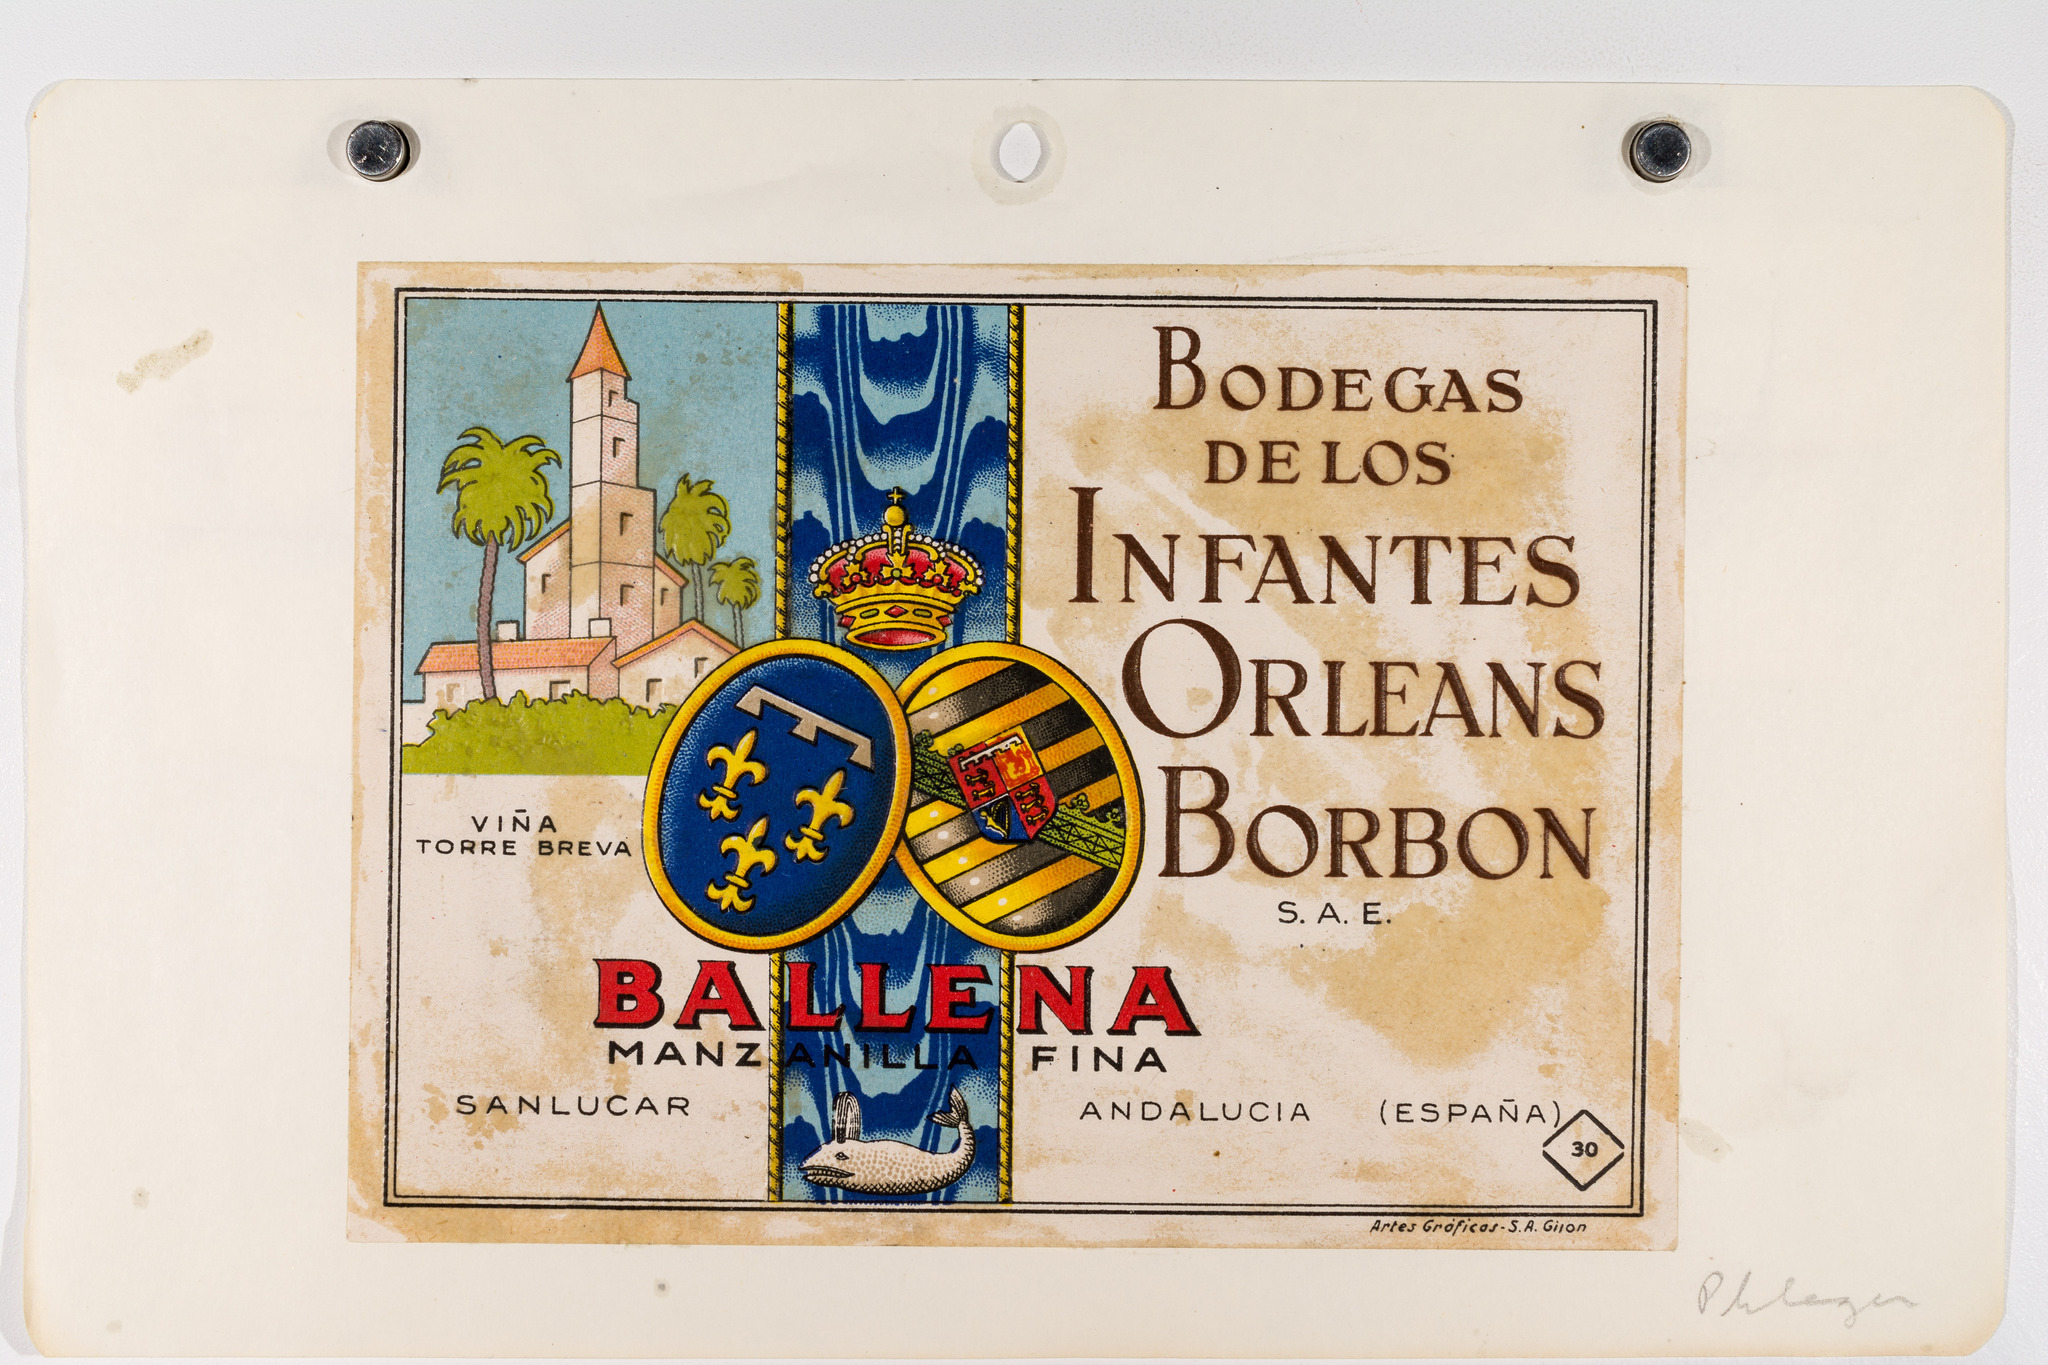 BODEGAS
DE LOS
INFANTES
ORLEANS
BORBON
S. A. E.
VIÑA
TORRE BREVA
BALLENA
MANZANILLA FINA
SANLUCAR ANDALUCIA (ESPAÑA)
30
Artes Gráficas-S.A. Gijon